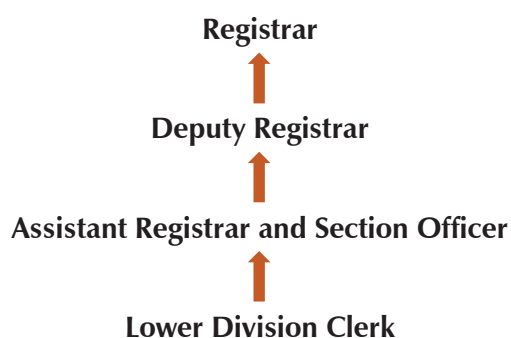 Registrar
Deputy Registrar
Assistant Registrar and Section Officer
Lower Division Clerk